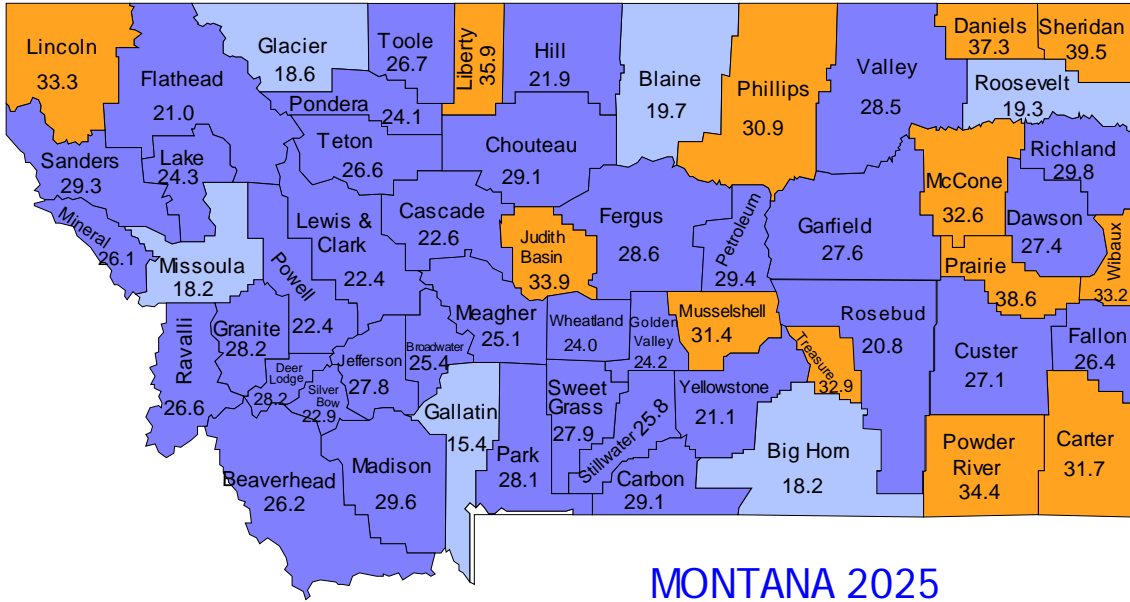 Lincoln
33.3
Flathead
21.0
Glacier
18.6
Toole
26.7
Liberty
35.9
Hill
21.9
Blaine
19.7
Phillips
30.9
Valley
28.5
Daniels
37.3
Sheridan
39.5
Roosevelt
19.3
Pondera
24.1
Teton
26.6
Chouteau
29.1
Sanders
29.3
Lake
24.3
Mineral
26.1
Missoula
18.2
Powell
22.4
Lewis &
Clark
22.4
Cascade
22.6
Judith
Basin
33.9
Fergus
28.6
Petroleum
29.4
Garfield
27.6
McCone
32.6
Richland
29.8
Dawson
27.4
Wibaux
33.2
Prairie
38.6
Ravalli
26.6
Granite
28.2
Deer
Lodge
28.2
Silver
Bow
22.9
Jefferson
27.8
Broadwater
25.4
Meagher
25.1
Wheatland
24.0
Golden
Valley
24.2
Musselshell
31.4
Treasure
32.9
Rosebud
20.8
Custer
27.1
Fallon
26.4
Beaverhead
26.2
Madison
29.6
Gallatin
15.4
Park
28.1
Sweet
Grass
27.9
Stillwater 25.8
Yellowstone
21.1
Carbon
29.1
Big Horn
18.2
Powder
River
34.4
Carter
31.7
MONTANA 2025